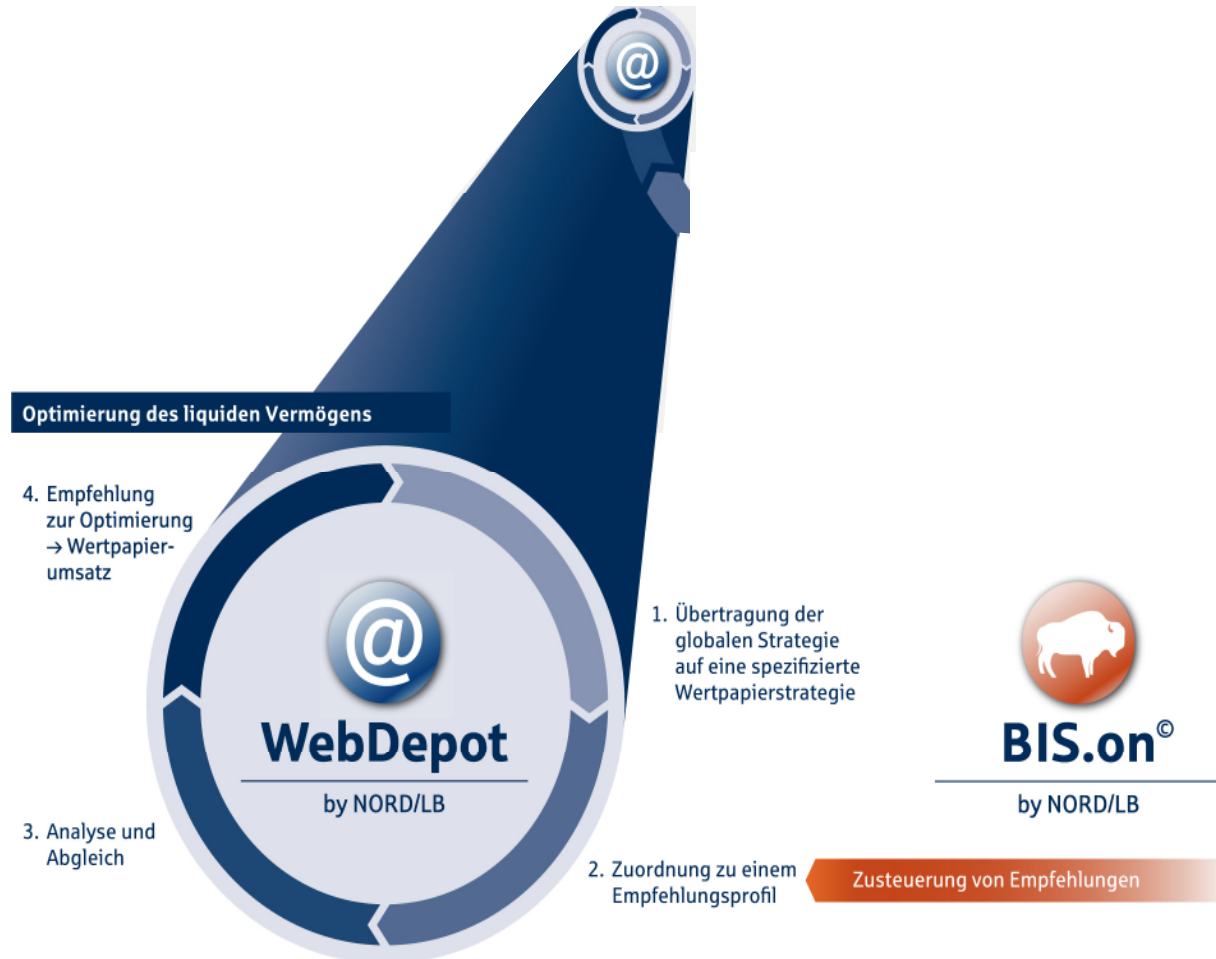 @
Optimierung des liquiden Vermögens
4. Empfehlung
zur Optimierung
→ Wertpapier-
umsatz
@
WebDepot
by NORD/LB
1. Übertragung der
globalen Strategie
auf eine spezifizierte
Wertpapierstrategie
BIS.on©
by NORD/LB
3. Analyse und
Abgleich
2. Zuordnung zu einem
Empfehlungsprofil
Zusteuerung von Empfehlungen